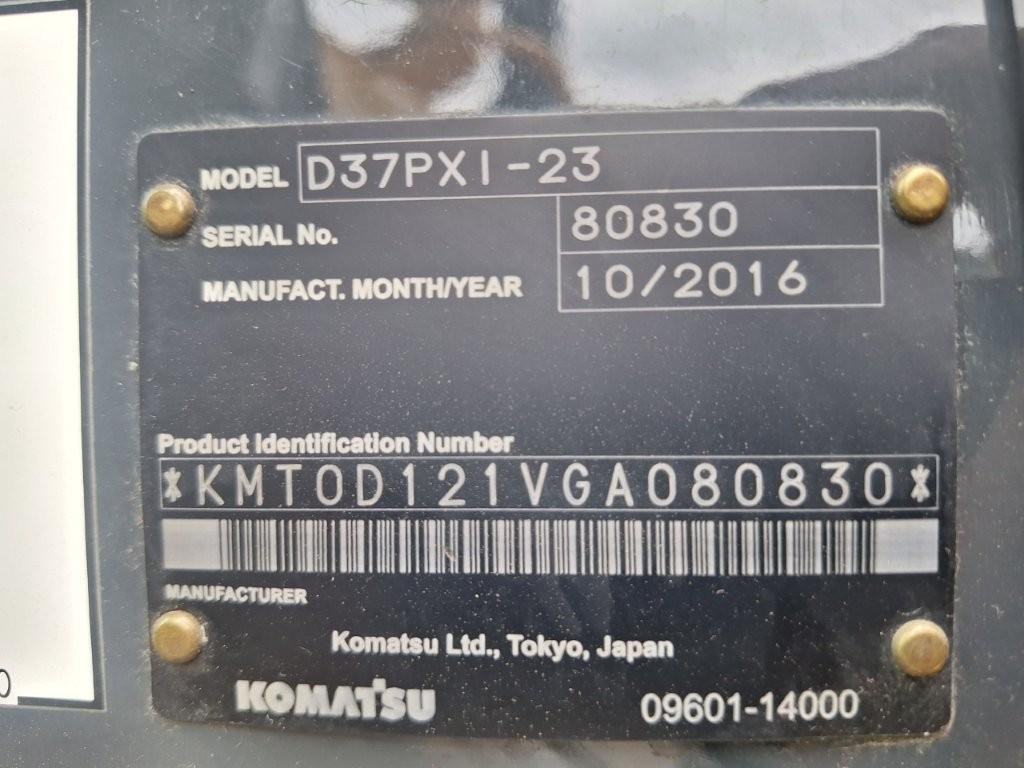 MODEL D37PXI-23
SERIAL No. 80830
MANUFACT. MONTH/YEAR 10/2016
Product Identification Number
*KMT0D121VGA080830*
MANUFACTURER
Komatsu Ltd., Tokyo, Japan
KOMATSU 09601-14000
0